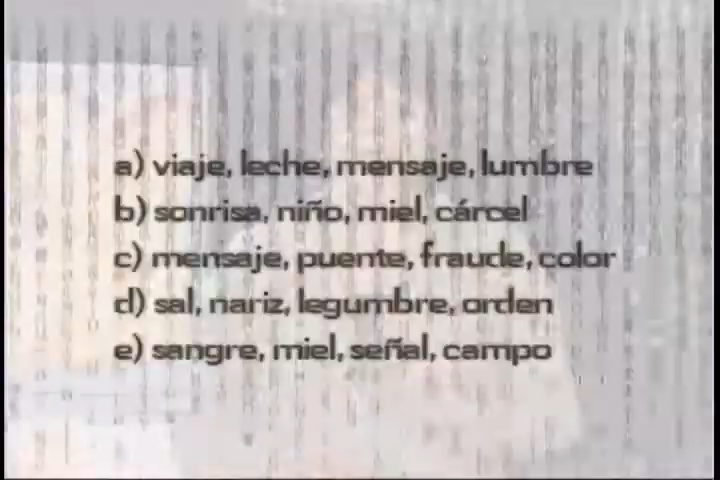 a) viaje, leche, mensaje, lumbre
b) sonrisa, niño, miel, cárcel
c) mensaje, puente, fraude, color
d) sal, nariz, legumbre, orden
e) sangre, miel, señal, campo